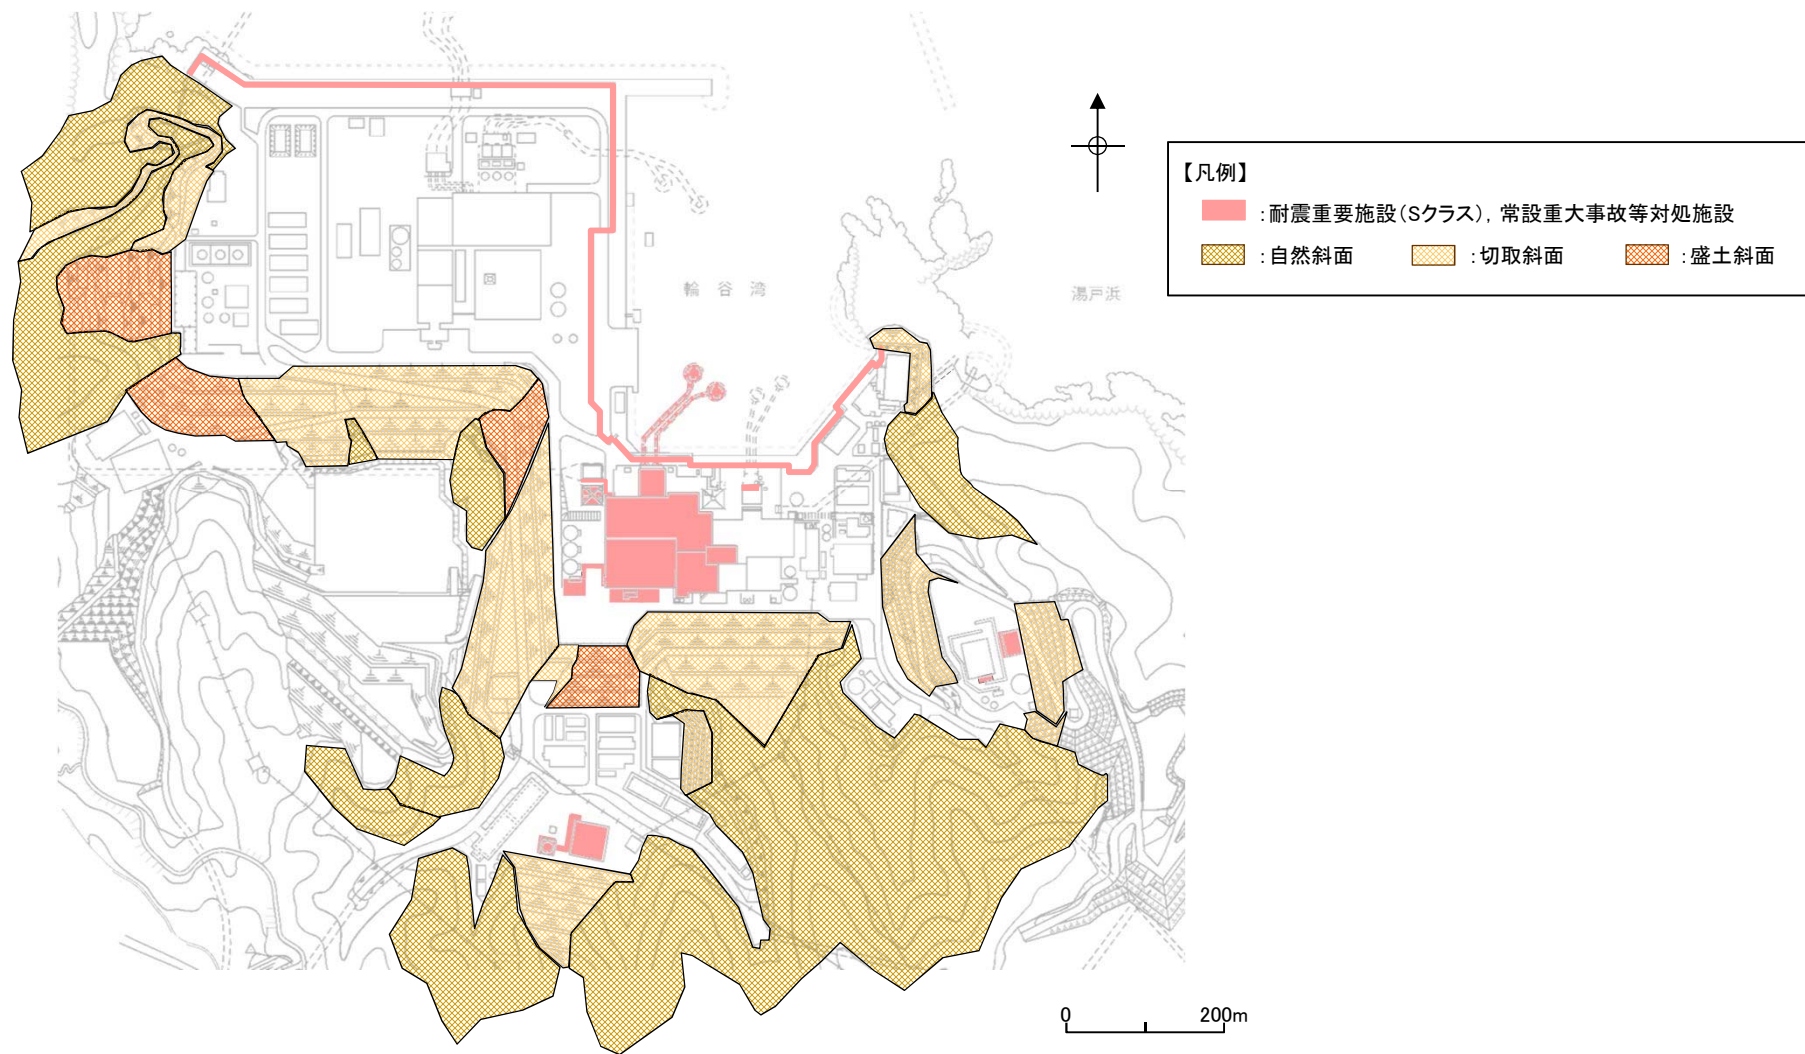 【凡例】
：耐震重要施設（Sクラス），常設重大事故等対処施設
：自然斜面
：切取斜面
：盛土斜面
輪谷湾
湯戸浜
0
200m